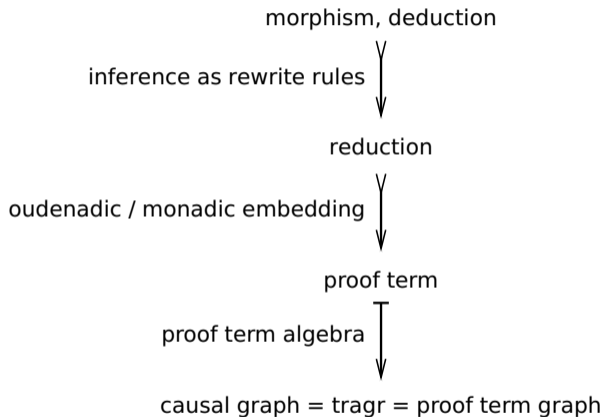 morphism, deduction
inference as rewrite rules
reduction
oudenadic / monadic embedding
proof term
proof term algebra
causal graph = tragr = proof term graph